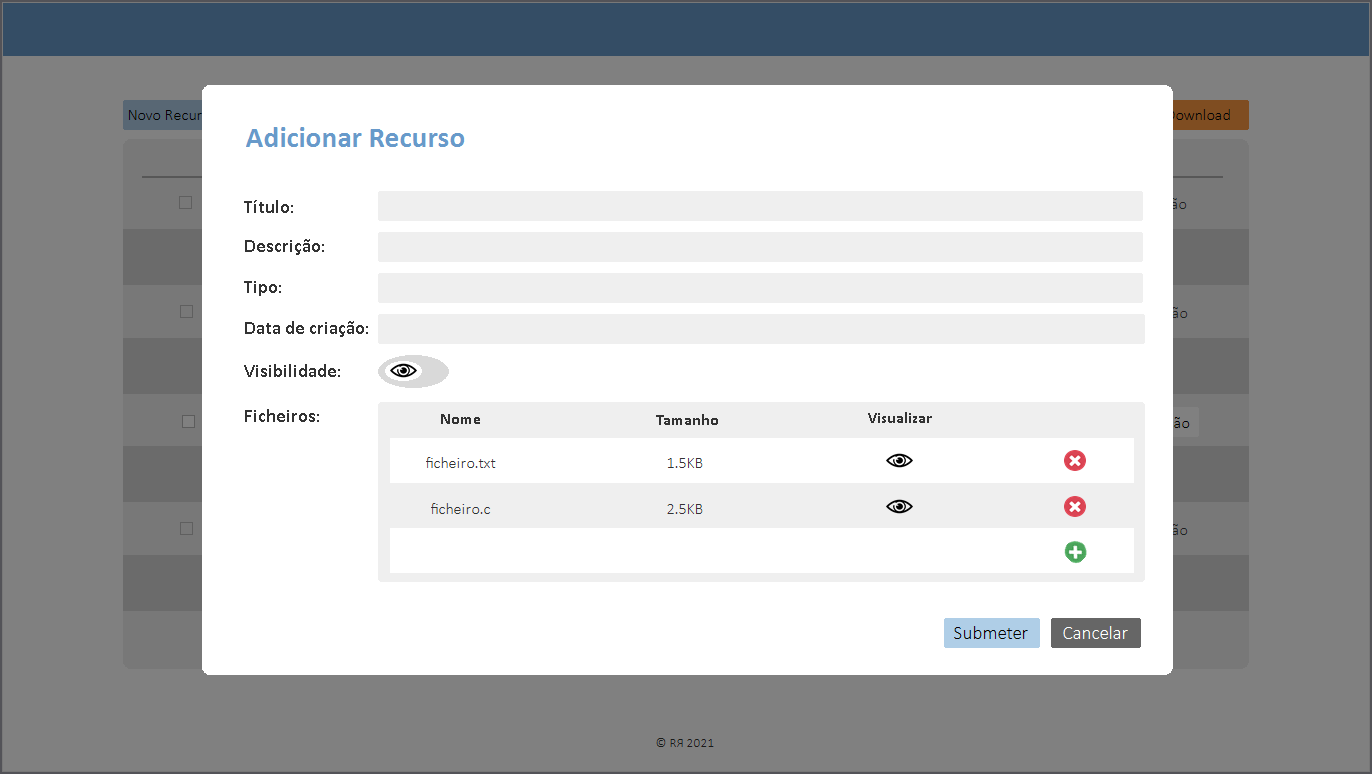 Novo Recur
Download
Adicionar Recurso
Título:
ão
Descrição:
Tipo:
ão
Data de criação:
Visibilidade:
Ficheiros:
Nome Tamanho Visualizar
ão
ficheiro.txt 1.5KB
ficheiro.c 2.5KB
ão
Submeter Cancelar
© RЯ 2021